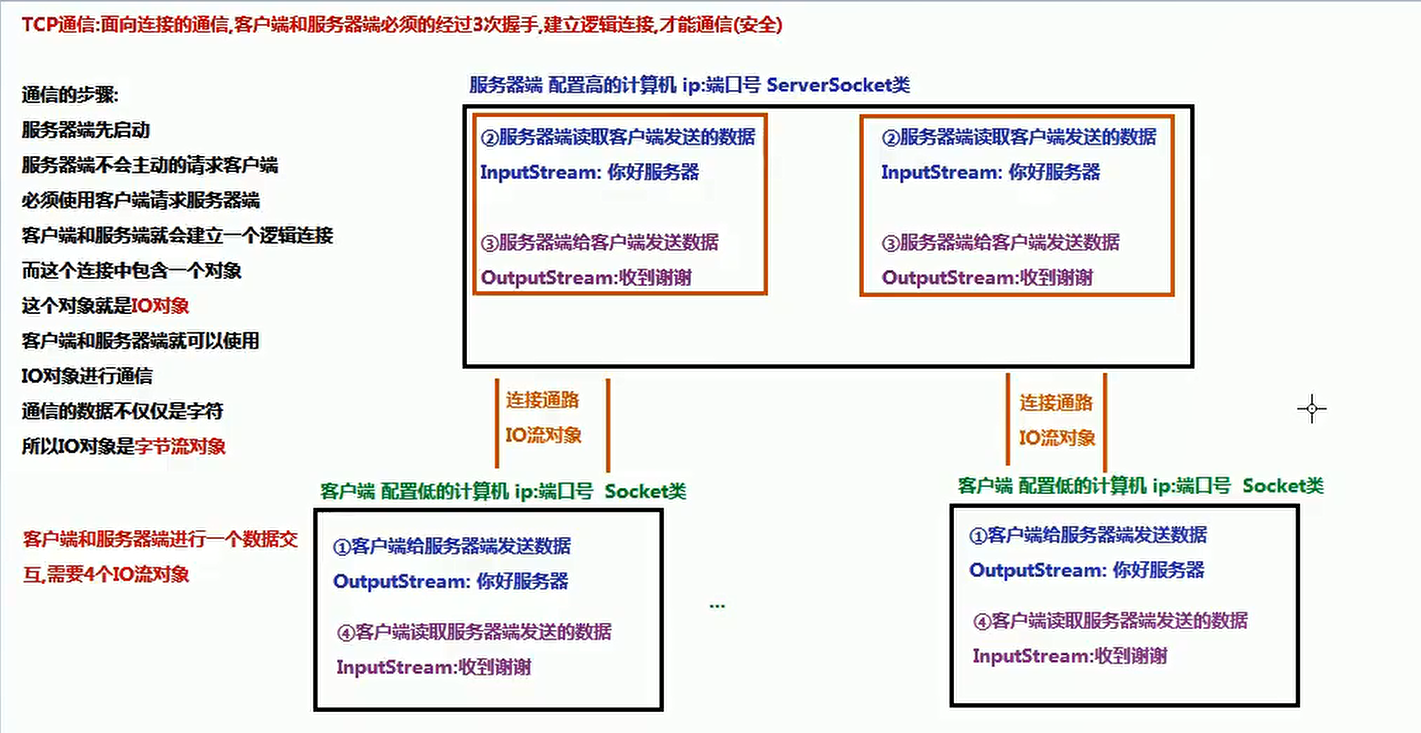 TCP通信:面向连接的通信,客户端和服务器端必须的经过3次握手,建立逻辑连接,才能通信(安全)
通信的步骤:
服务器端先启动
服务器端不会主动的请求客户端
必须使用客户端请求服务器端
客户端和服务端就会建立一个逻辑连接
而这个连接中包含一个对象
这个对象就是IO对象
客户端和服务器端就可以使用
IO对象进行通信
通信的数据不仅仅是字符
所以IO对象是字节流对象
客户端和服务器端进行一个数据交
互,需要4个IO流对象
服务器端 配置高的计算机 ip:端口号 ServerSocket类
②服务器端读取客户端发送的数据
InputStream: 你好服务器
③服务器端给客户端发送数据
OutputStream:收到谢谢
②服务器端读取客户端发送的数据
InputStream: 你好服务器
③服务器端给客户端发送数据
OutputStream:收到谢谢
连接通路
IO流对象
连接通路
IO流对象
客户端 配置低的计算机 ip:端口号 Socket类
①客户端给服务器端发送数据
OutputStream: 你好服务器
④客户端读取服务器端发送的数据
InputStream:收到谢谢
...
客户端 配置低的计算机 ip:端口号 Socket类
①客户端给服务器端发送数据
OutputStream: 你好服务器
④客户端读取服务器端发送的数据
InputStream:收到谢谢